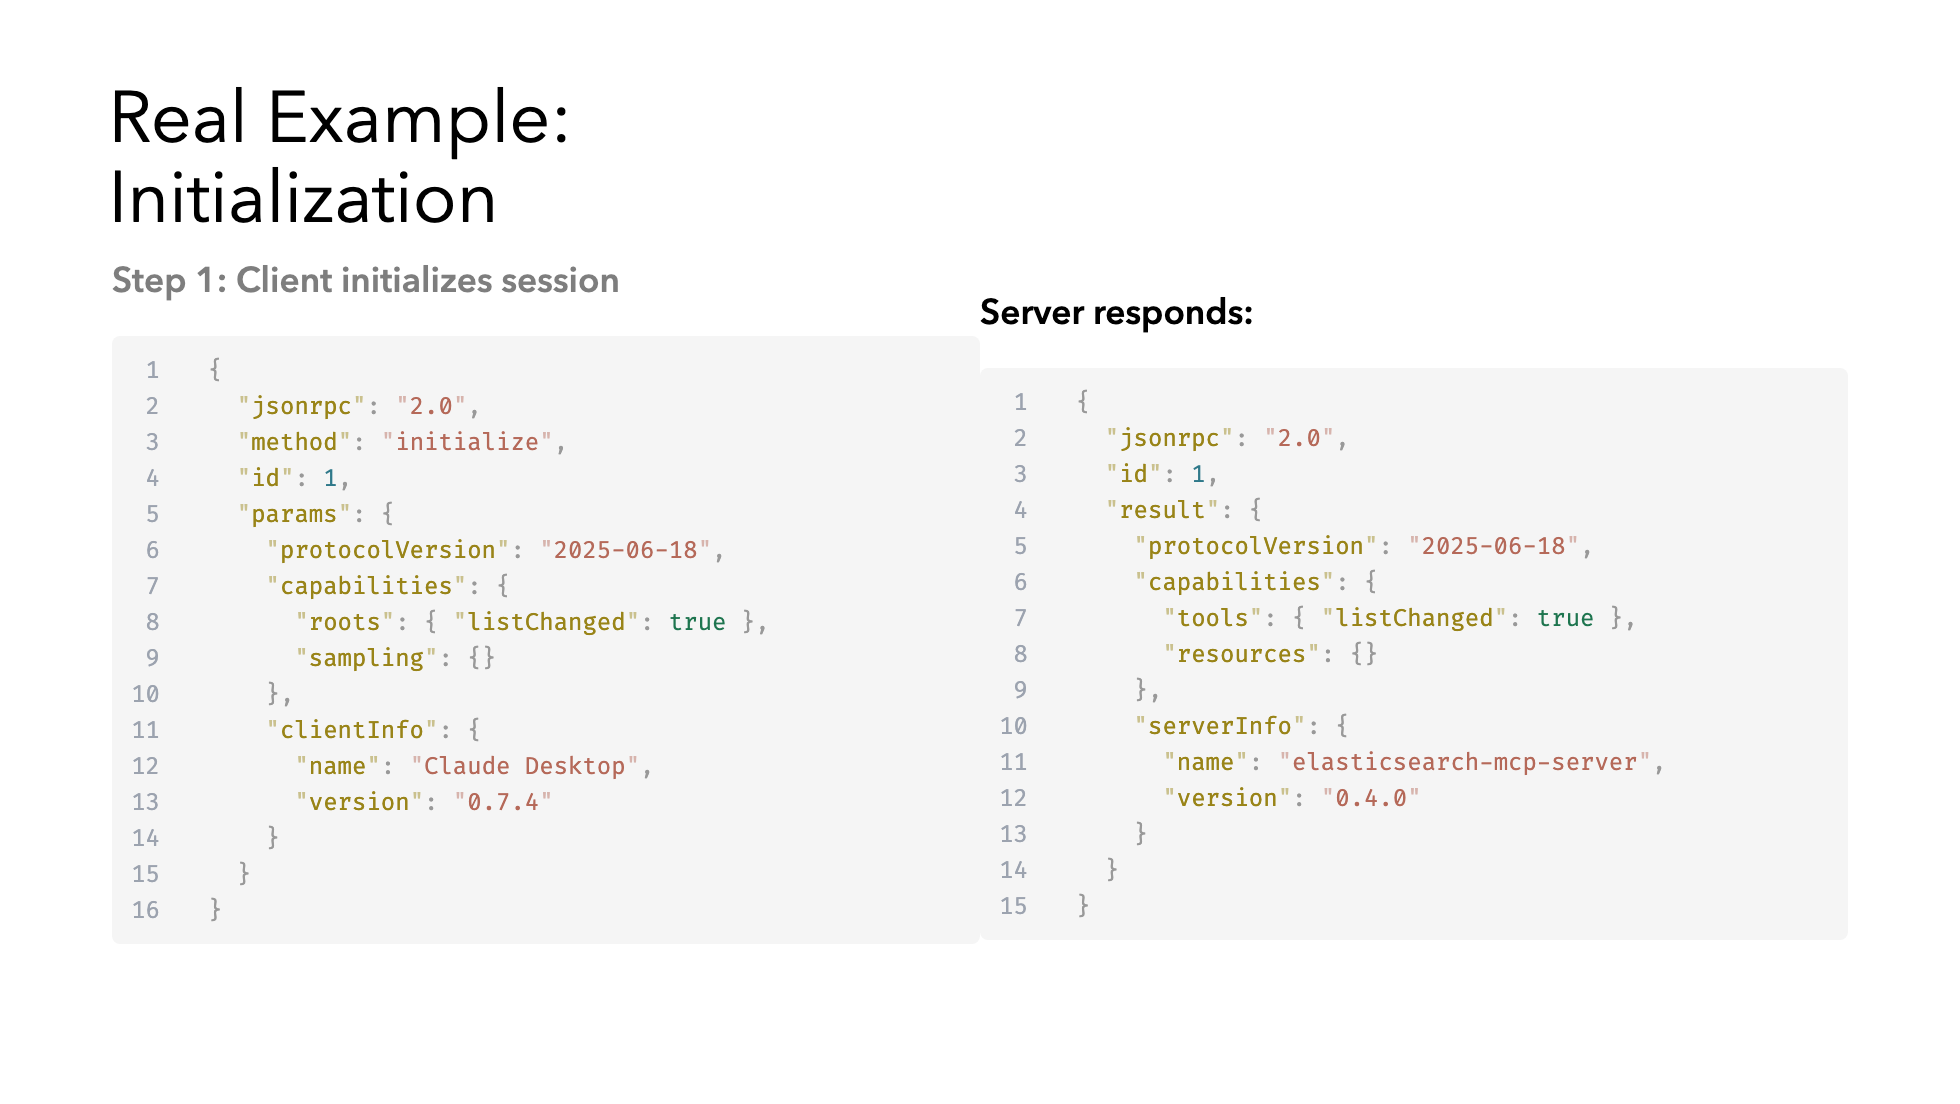 Real Example:
Initialization
Step 1: Client initializes session
1 {
2   "jsonrpc": "2.0",
3   "method": "initialize",
4   "id": 1,
5   "params": {
6     "protocolVersion": "2025-06-18",
7     "capabilities": {
8       "roots": { "listChanged": true },
9       "sampling": {}
10     },
11     "clientInfo": {
12       "name": "Claude Desktop",
13       "version": "0.7.4"
14     }
15   }
16 }
Server responds:
1 {
2   "jsonrpc": "2.0",
3   "id": 1,
4   "result": {
5     "protocolVersion": "2025-06-18",
6     "capabilities": {
7       "tools": { "listChanged": true },
8       "resources": {}
9     },
10     "serverInfo": {
11       "name": "elasticsearch-mcp-server",
12       "version": "0.4.0"
13     }
14   }
15 }